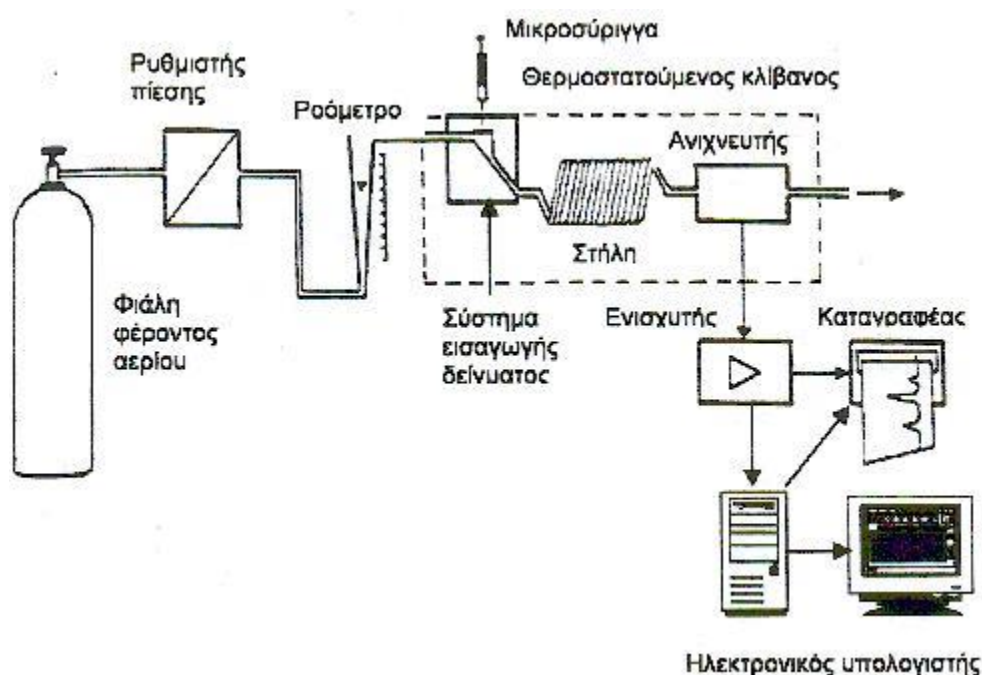 Μικροσύριγγα
Ρυθμιστής
πίεσης
Θερμοστατούμενος κλίβανος
Ροόμετρο
Ανιχνευτής
Στήλη
Φιάλη
φέροντος
αερίου
Σύστημα
εισαγωγής
δείγματος
Ενισχυτής
Καταγραφέας
Ηλεκτρονικός υπολογιστής